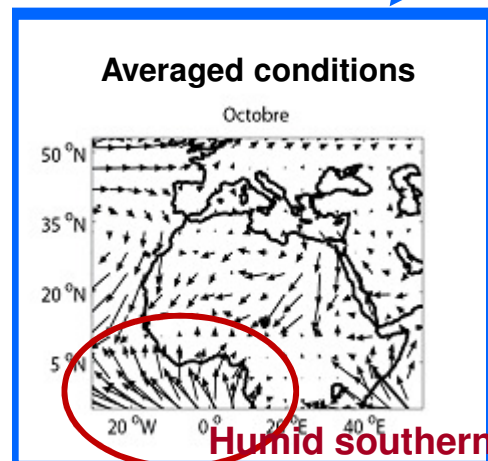 Averaged conditions
Octobre
50 °N
35 °N
20 °N
5 °N
20 °W 0 ° 20 °E 40 °E
Humid southern